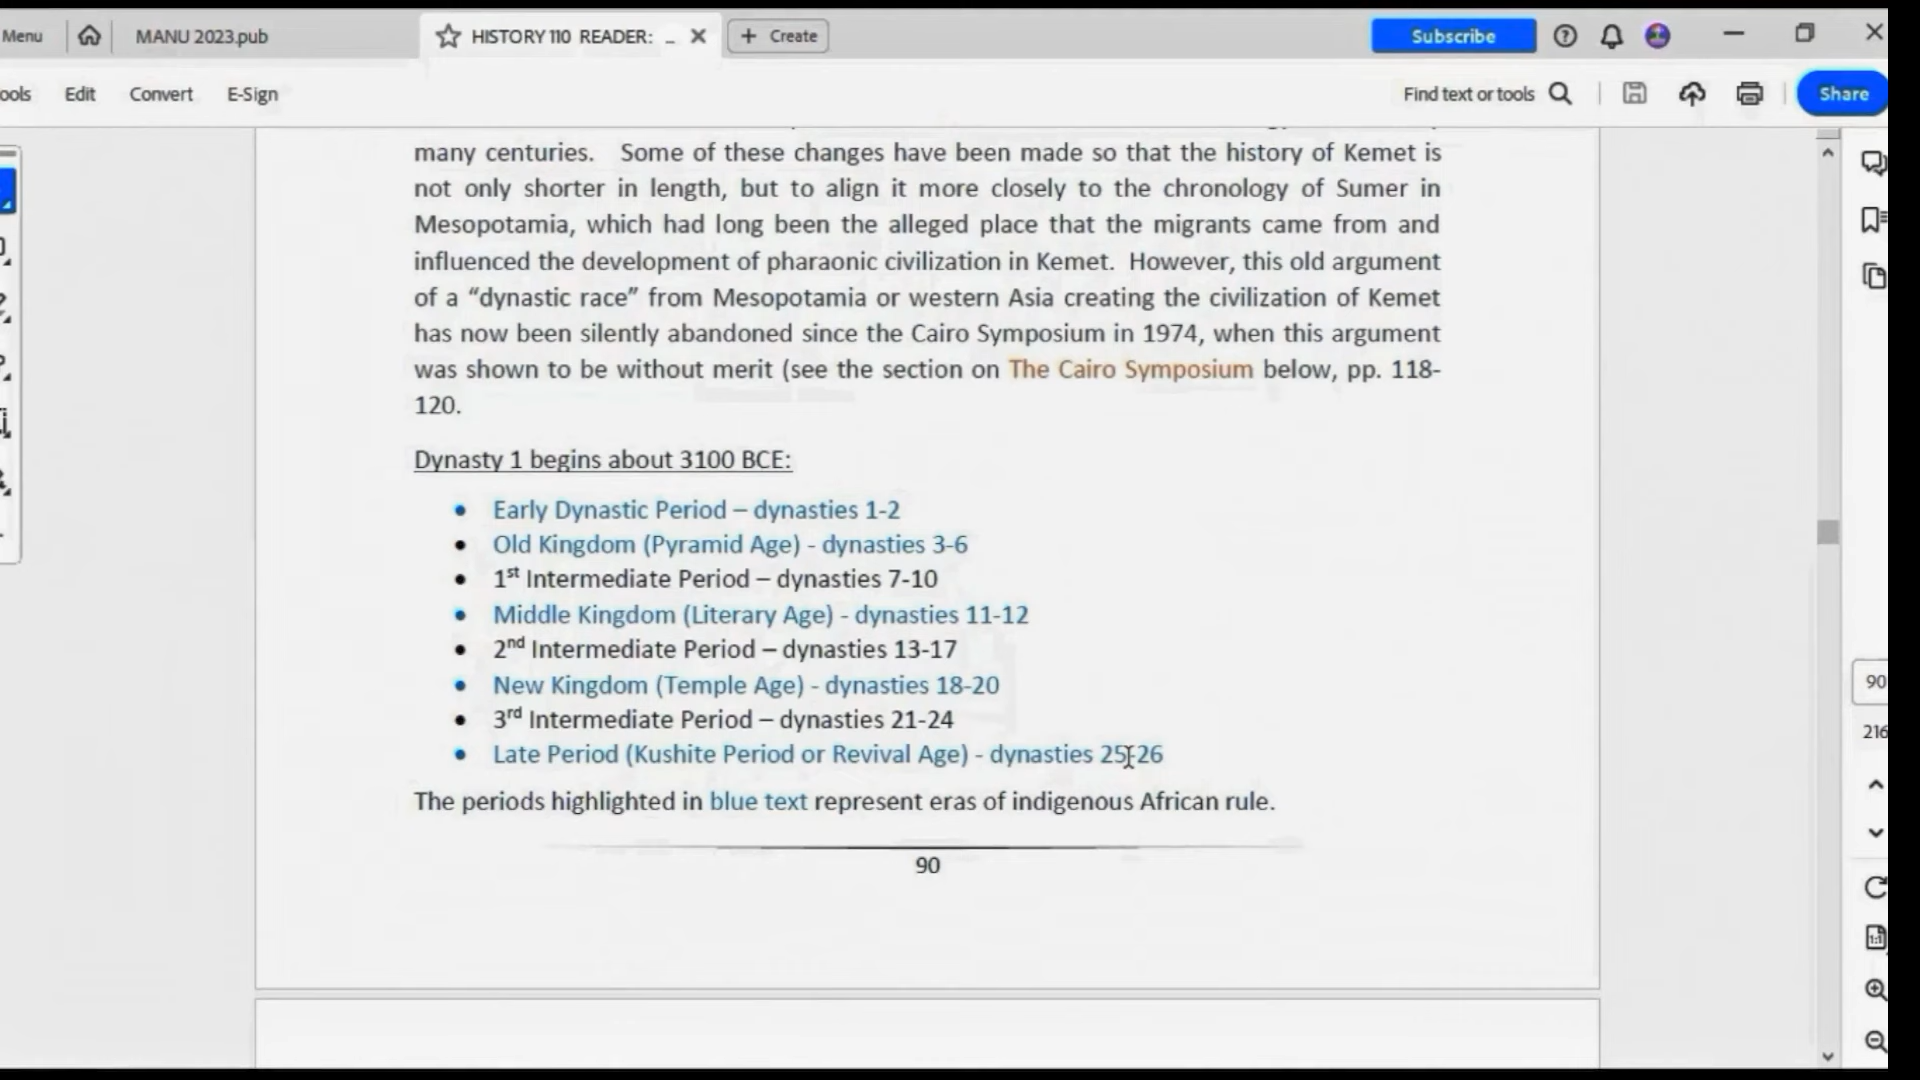 Menu
MANU 2023.pub
HISTORY 110 READER: _
Create
Subscribe
ools
Edit
Convert
E-Sign
Find text or tools
Share
many centuries. Some of these changes have been made so that the history of Kemet is
not only shorter in length, but to align it more closely to the chronology of Sumer in
Mesopotamia, which had long been the alleged place that the migrants came from and
influenced the development of pharaonic civilization in Kemet. However, this old argument
of a “dynastic race” from Mesopotamia or western Asia creating the civilization of Kemet
has now been silently abandoned since the Cairo Symposium in 1974, when this argument
was shown to be without merit (see the section on The Cairo Symposium below, pp. 118-
120.
Dynasty 1 begins about 3100 BCE:
• Early Dynastic Period – dynasties 1-2
• Old Kingdom (Pyramid Age) - dynasties 3-6
• 1st Intermediate Period – dynasties 7-10
• Middle Kingdom (Literary Age) - dynasties 11-12
• 2nd Intermediate Period – dynasties 13-17
• New Kingdom (Temple Age) - dynasties 18-20
• 3rd Intermediate Period – dynasties 21-24
• Late Period (Kushite Period or Revival Age) - dynasties 25-26
The periods highlighted in blue text represent eras of indigenous African rule.
90
90
216